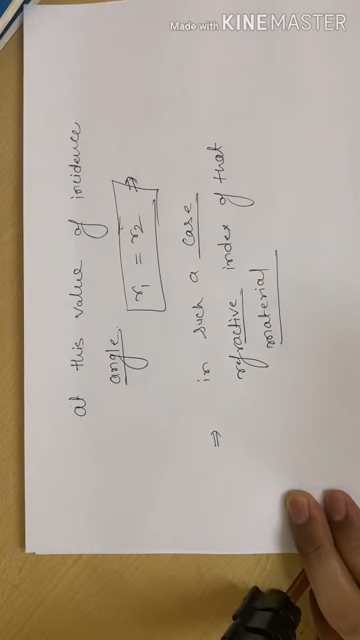 Made with KINEMASTER
at this value of incidence
angle.
r1 = r2 ⇒
⇒ in such a case
refractive index of that
material